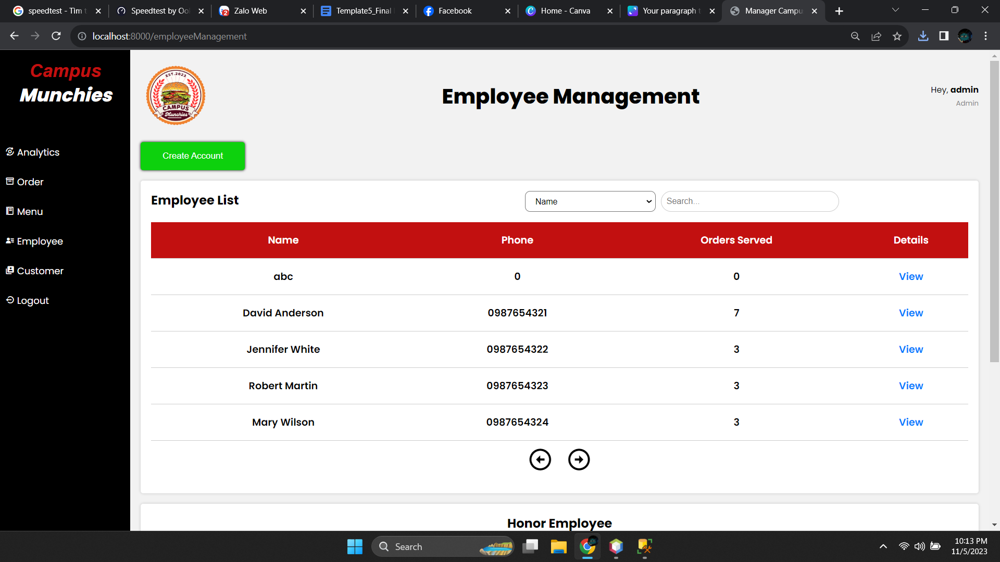 speedtest - Tìm t
Speedtest by Ool
Zalo Web
Template5_Final
Facebook
Home - Canva
Your paragraph t
Manager Campu
localhost:8000/employeeManagement
Campus
Munchies
EST.2023
CAMPUS
Munchies
Employee Management
Hey, admin
Admin
Analytics
Order
Menu
Employee
Customer
Logout
Create Account
Employee List
Name
Search...
Name Phone Orders Served Details
abc 0 0 View
David Anderson 0987654321 7 View
Jennifer White 0987654322 3 View
Robert Martin 0987654323 3 View
Mary Wilson 0987654324 3 View
Honor Employee
Search
10:13 PM
11/5/2023